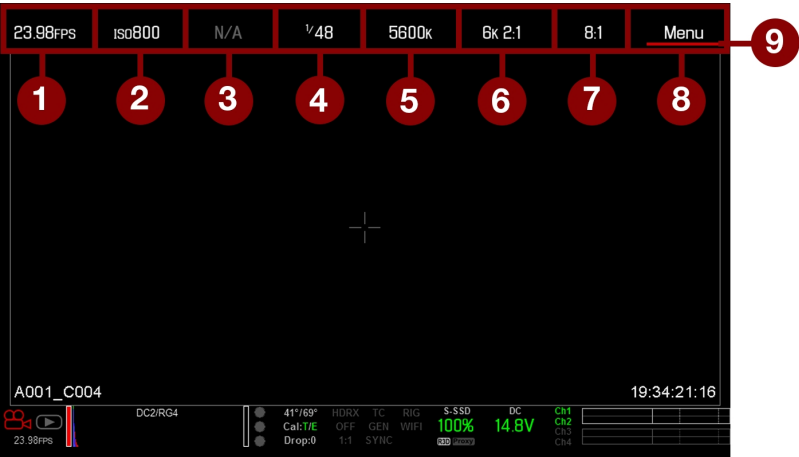 23.98FPS ISO800 N/A 1/48 5600K 6K 2:1 8:1 Menu 9
1 2 3 4 5 6 7 8
A001_C004 19:34:21:16
DC2/RG4 41°/69° HDRX TC RIG S-SSD DC Ch1
Cal:T/E OFF GEN WIFI 100% 14.8V Ch2
Ch3
23.98FPS Drop:0 1:1 SYNC R3D Proxy Ch4